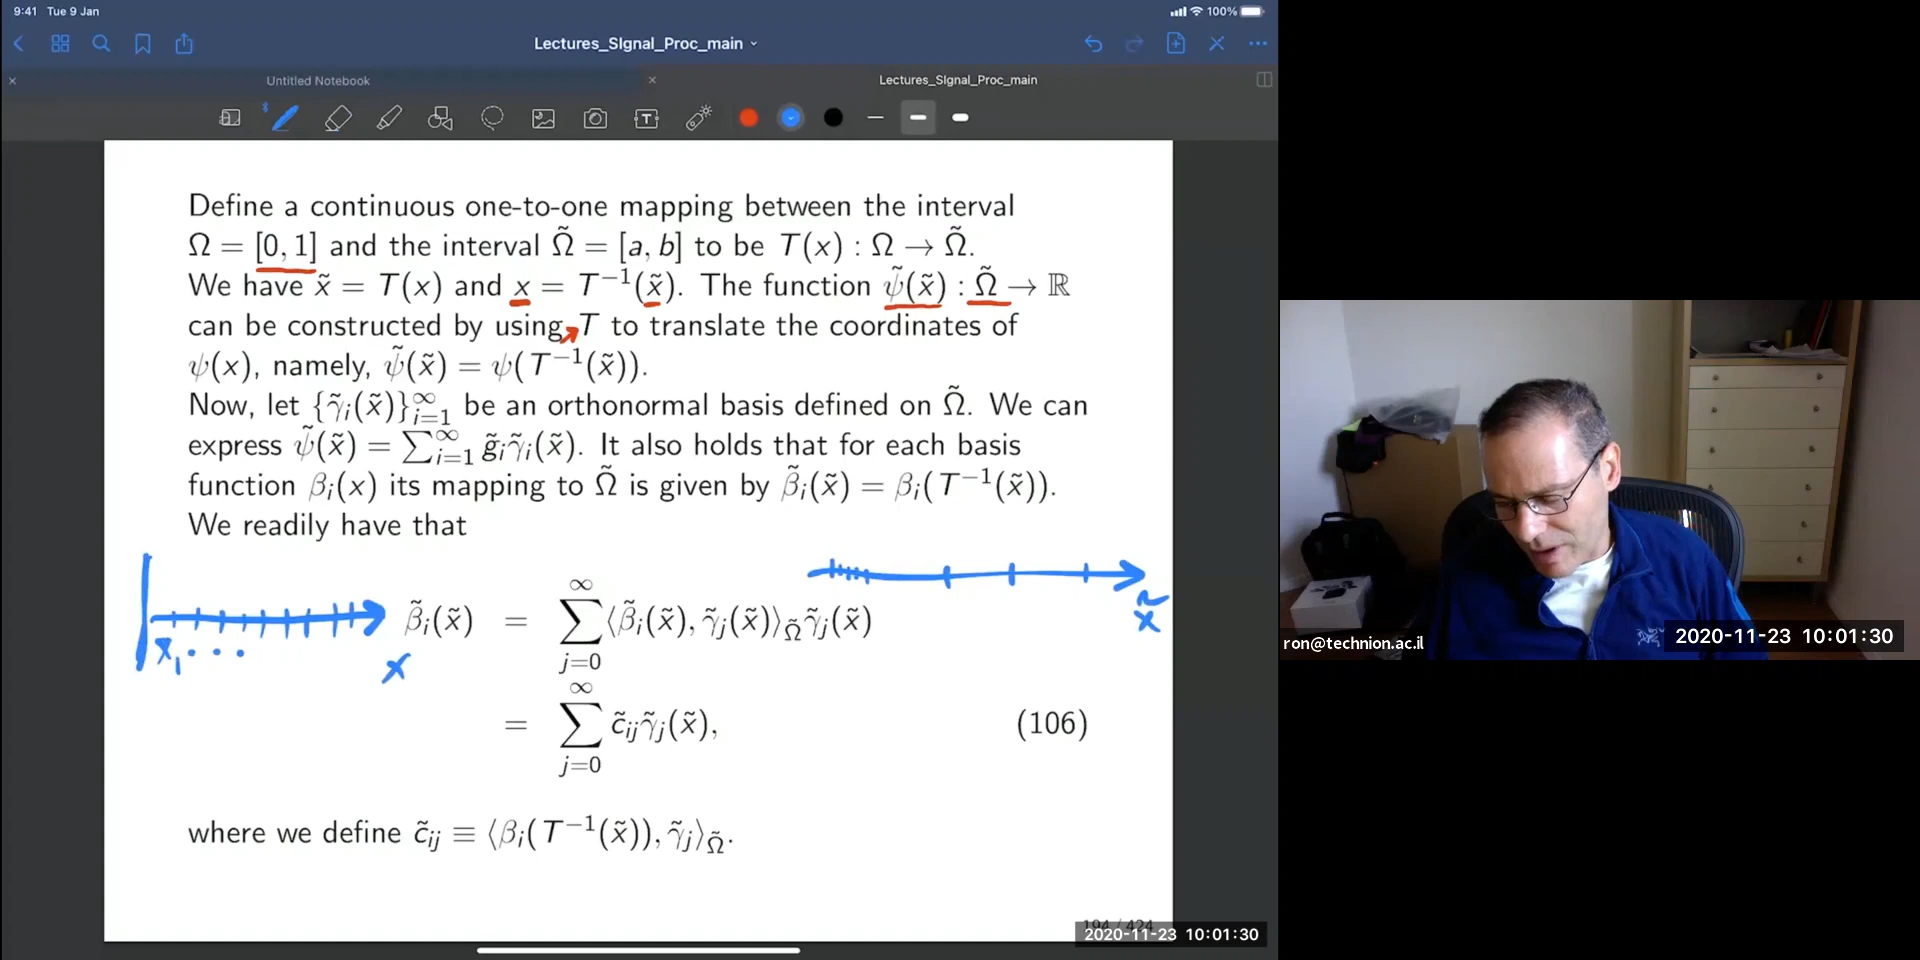 9:41 Tue 9 Jan
100%
Lectures_SIgnal_Proc_main
Untitled Notebook
Lectures_SIgnal_Proc_main
Define a continuous one-to-one mapping between the interval
Ω = [0, 1] and the interval Ω̃ = [a, b] to be T(x) : Ω → Ω̃.
We have x̃ = T(x) and x = T⁻¹(x̃). The function ψ̃(x̃) : Ω̃ → ℝ
can be constructed by using T to translate the coordinates of
ψ(x), namely, ψ̃(x̃) = ψ(T⁻¹(x̃)).
Now, let {γ̃ᵢ(x̃)}∞ᵢ₌₁ be an orthonormal basis defined on Ω̃. We can
express ψ̃(x̃) = ∑∞ᵢ₌₁ g̃ᵢγ̃ᵢ(x̃). It also holds that for each basis
function βᵢ(x) its mapping to Ω̃ is given by β̃ᵢ(x̃) = βᵢ(T⁻¹(x̃)).
We readily have that
β̃ᵢ(x̃) = ∑∞ⱼ₌₀ ⟨β̃ᵢ(x̃), γ̃ⱼ(x̃)⟩Ω̃ γ̃ⱼ(x̃)
x₁ . . .
x
x̃
= ∑∞ⱼ₌₀ c̃ᵢⱼγ̃ⱼ(x̃), (106)
where we define c̃ᵢⱼ ≡ ⟨βᵢ(T⁻¹(x̃)), γ̃ⱼ⟩Ω̃.
194 / 424
2020-11-23 10:01:30
ron@technion.ac.il
2020-11-23 10:01:30